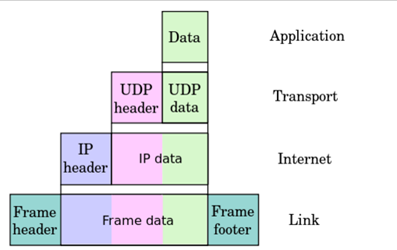 Data
Application
UDP
header
UDP
data
Transport
IP
header
IP data
Internet
Frame
header
Frame data
Frame
footer
Link